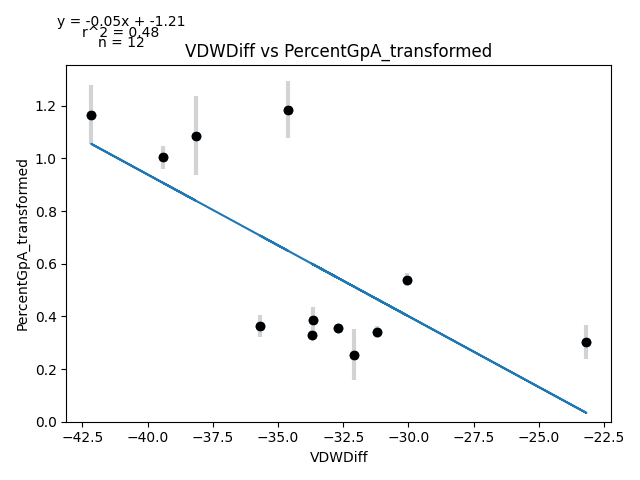 y = -0.05x + -1.21
r^2 = 0.48
n = 12
VDWDiff vs PercentGpA_transformed
1.2
1.0
0.8
0.6
0.4
0.2
0.0
PercentGpA_transformed
−42.5 −40.0 −37.5 −35.0 −32.5 −30.0 −27.5 −25.0 −22.5
VDWDiff